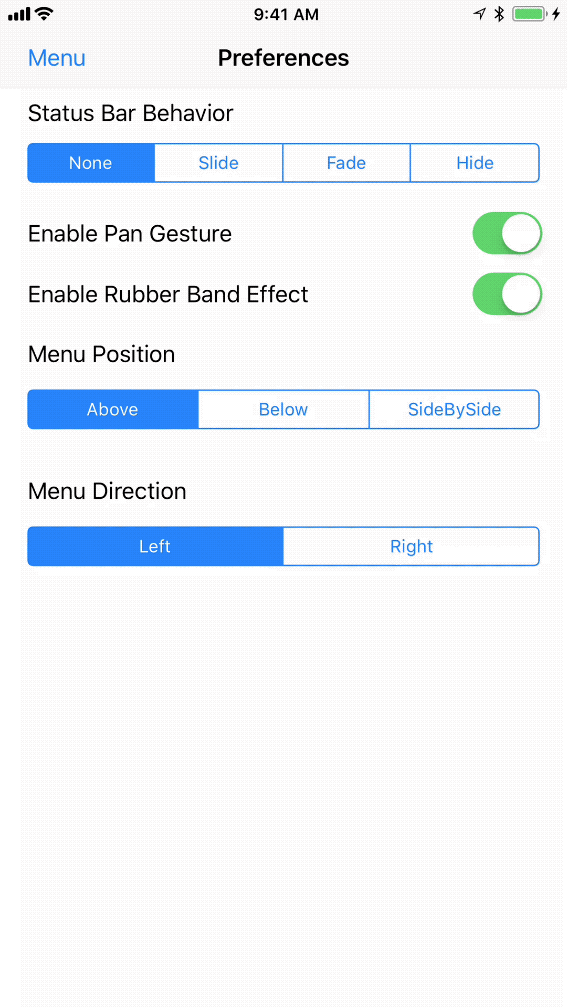 9:41 AM
Menu Preferences
Status Bar Behavior
None Slide Fade Hide
Enable Pan Gesture
Enable Rubber Band Effect
Menu Position
Above Below SideBySide
Menu Direction
Left Right